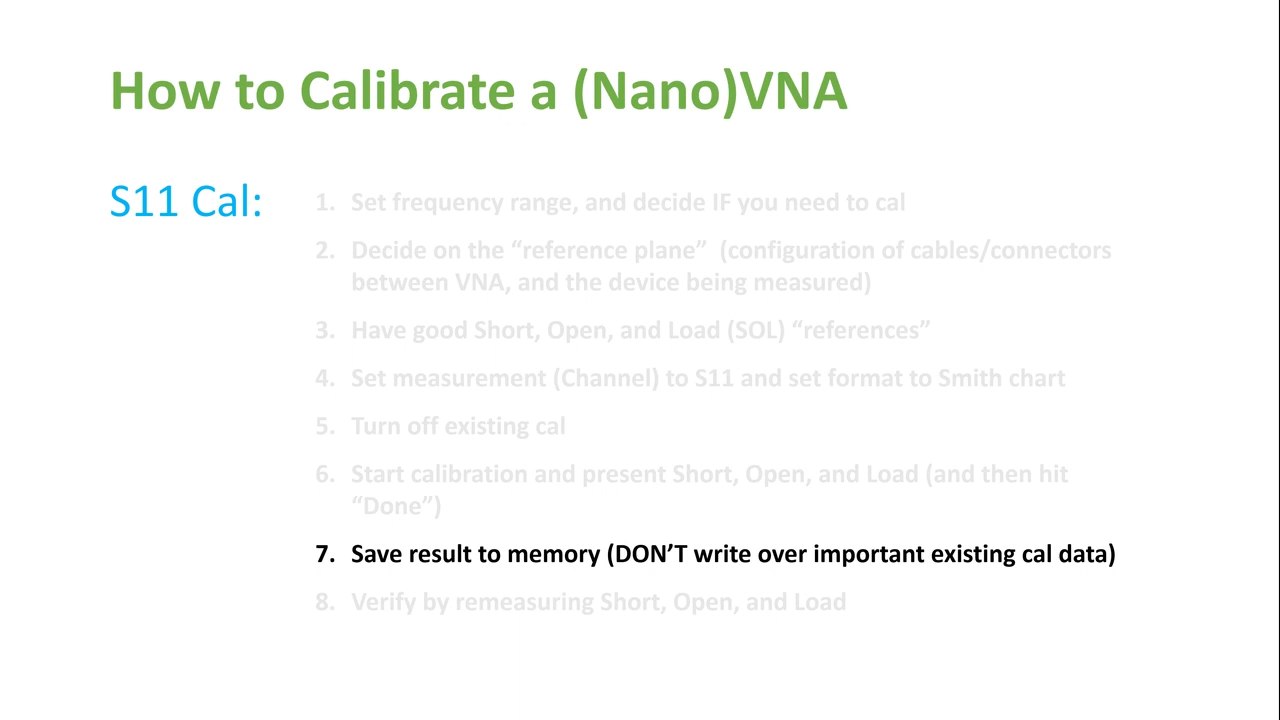 How to Calibrate a (Nano)VNA
S11 Cal:
1. Set frequency range, and decide IF you need to cal
2. Decide on the “reference plane” (configuration of cables/connectors
between VNA, and the device being measured)
3. Have good Short, Open, and Load (SOL) “references”
4. Set measurement (Channel) to S11 and set format to Smith chart
5. Turn off existing cal
6. Start calibration and present Short, Open, and Load (and then hit
“Done”)
7. Save result to memory (DON’T write over important existing cal data)
8. Verify by remeasuring Short, Open, and Load